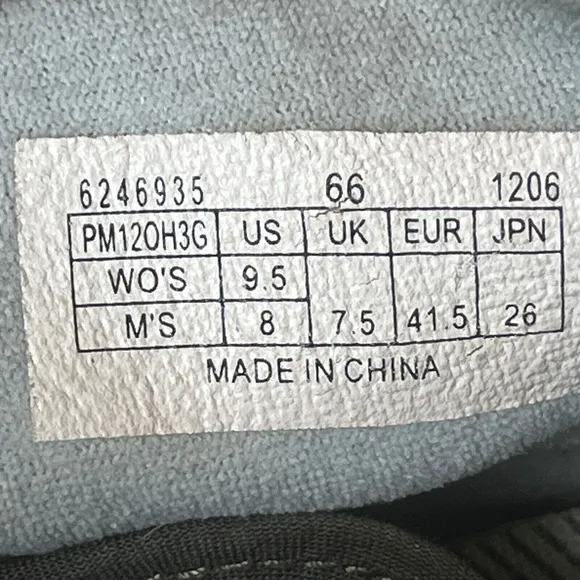 6246935 66 1206
PM120H3G US UK EUR JPN
WO'S 9.5
M'S 8 7.5 41.5 26
MADE IN CHINA